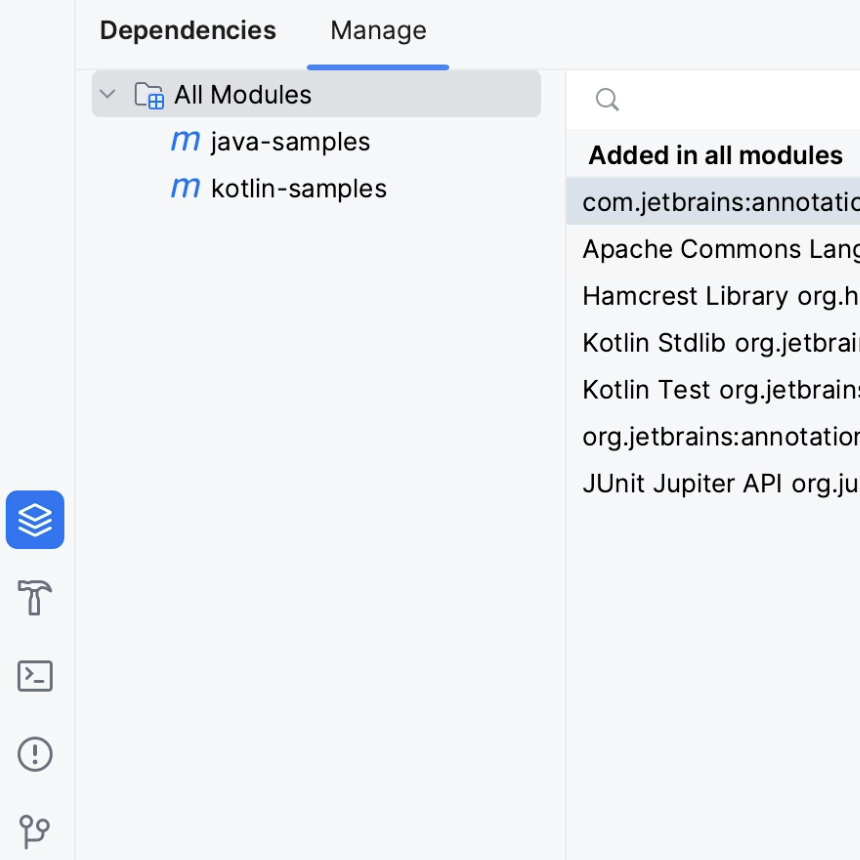 Dependencies Manage
All Modules
m java-samples
m kotlin-samples
Added in all modules
com.jetbrains:annotatio
Apache Commons Lang
Hamcrest Library org.h
Kotlin Stdlib org.jetbrai
Kotlin Test org.jetbrains
org.jetbrains:annotation
JUnit Jupiter API org.ju